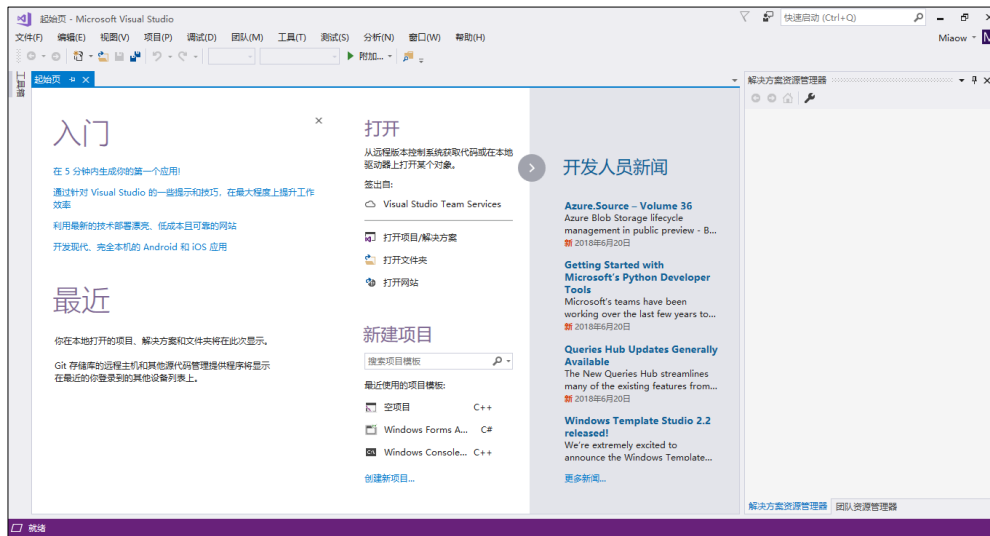 起始页 - Microsoft Visual Studio
快速启动 (Ctrl+Q)
文件(F) 编辑(E) 视图(V) 项目(P) 调试(D) 团队(M) 工具(T) 测试(S) 分析(N) 窗口(W) 帮助(H)
Miaow
附加...
工具箱
起始页
解决方案资源管理器
入门
在 5 分钟内生成你的第一个应用!
通过针对 Visual Studio 的一些提示和技巧，在最大程度上提升工作
效率
利用最新的技术部署漂亮、低成本且可靠的网站
开发现代、完全本机的 Android 和 iOS 应用
最近
你在本地打开的项目、解决方案和文件夹将在此次显示。
Git 存储库的远程主机和其他源代码管理提供程序将显示
在最近的你登录到的其他设备列表上。
打开
从远程版本控制系统获取代码或在本地
驱动器上打开某个对象。
签出自:
Visual Studio Team Services
打开项目/解决方案
打开文件夹
打开网站
新建项目
搜索项目模板
最近使用的项目模板:
空项目 C++
Windows Forms A... C#
Windows Console... C++
创建新项目...
开发人员新闻
Azure.Source – Volume 36
Azure Blob Storage lifecycle
management in public preview - B...
新 2018年6月20日
Getting Started with
Microsoft's Python Developer
Tools
Microsoft's teams have been
working over the last few years to...
新 2018年6月20日
Queries Hub Updates Generally
Available
The New Queries Hub streamlines
many of the existing features from...
新 2018年6月20日
Windows Template Studio 2.2
released!
We're extremely excited to
announce the Windows Template...
更多新闻...
解决方案资源管理器 团队资源管理器
就绪